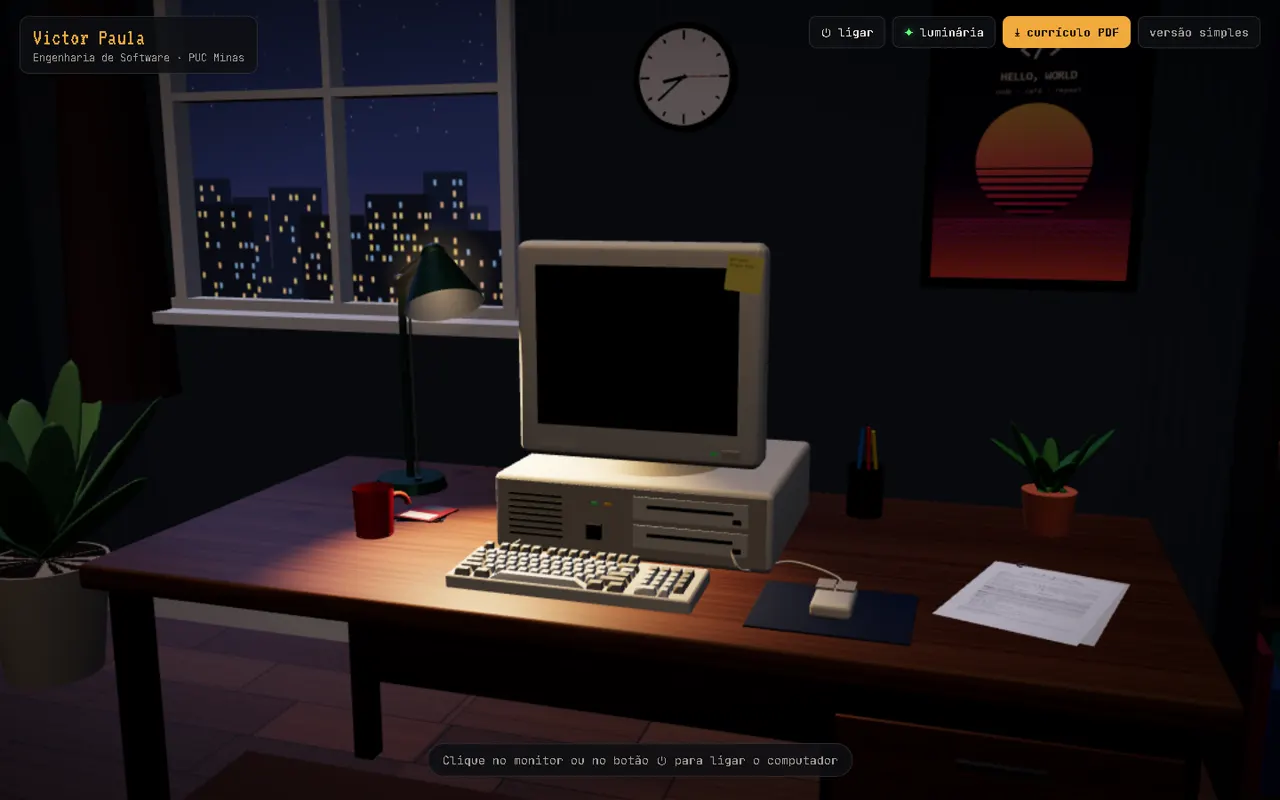 Victor Paula
Engenharia de Software · PUC Minas
⏻ ligar
✦ luminária
⤓ currículo PDF
versão simples
</>
HELLO, WORLD
Clique no monitor ou no botão ⏻ para ligar o computador